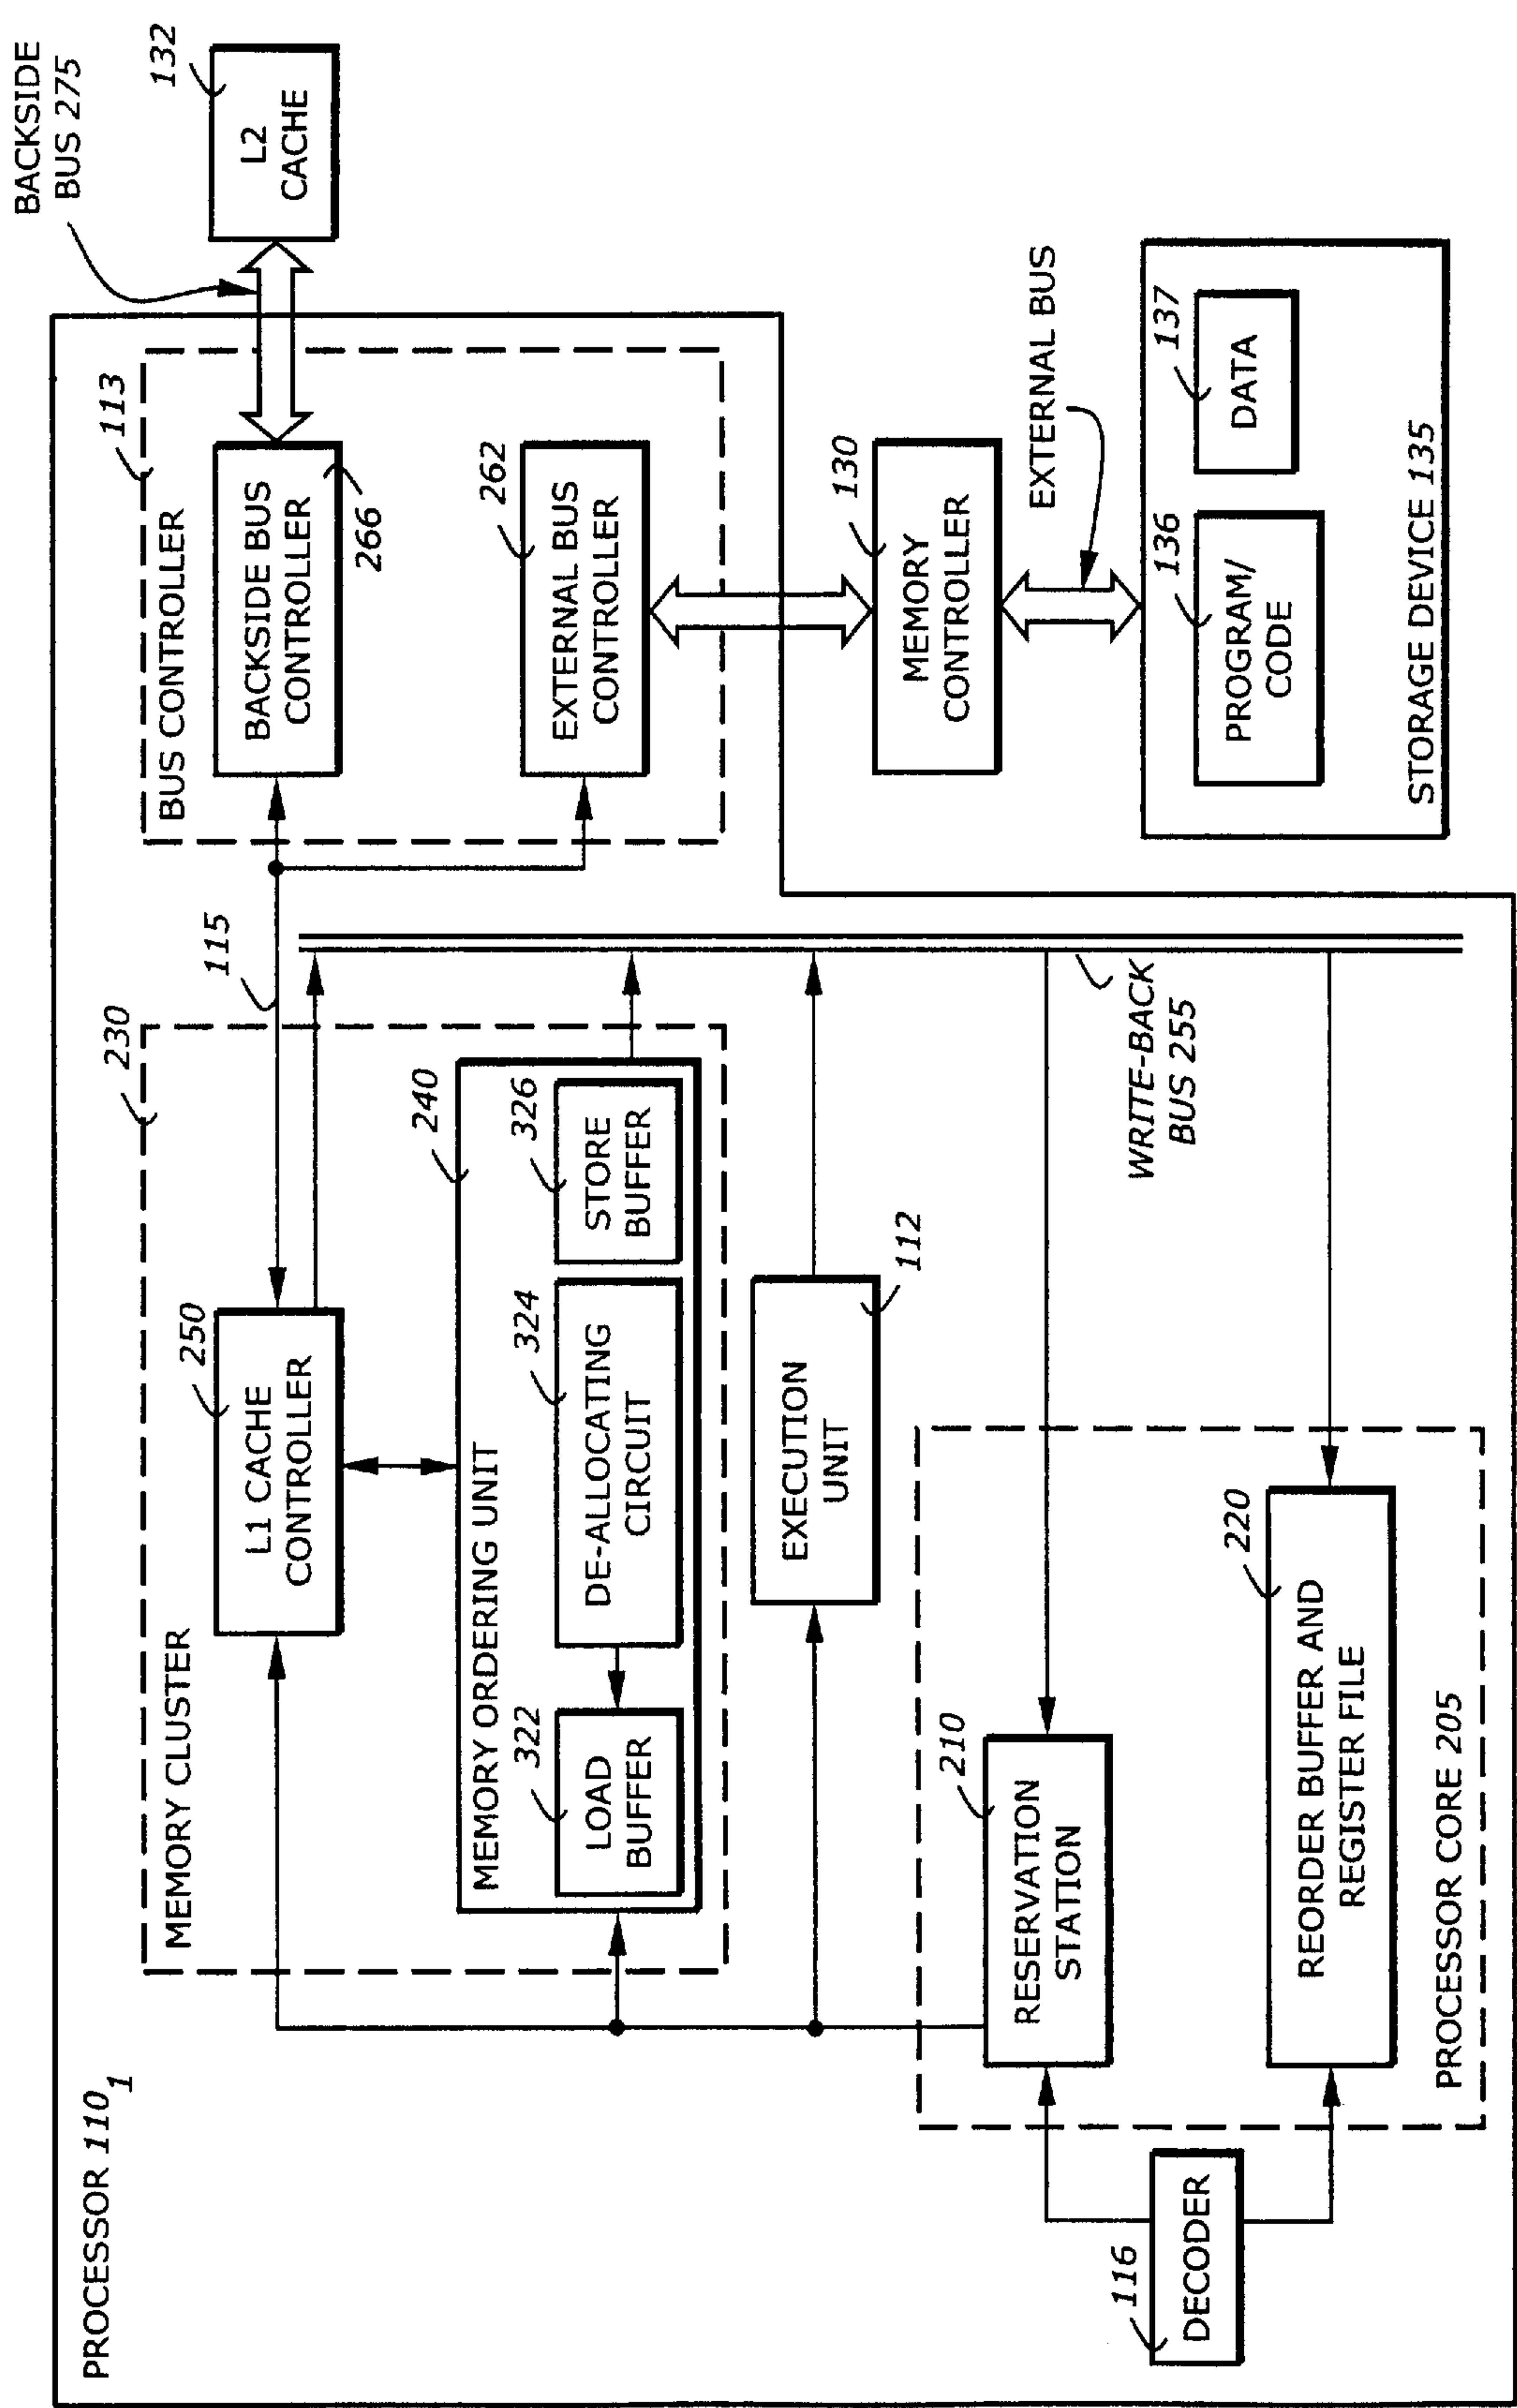 PROCESSOR 110₁
MEMORY CLUSTER
230
250
L1 CACHE
CONTROLLER
115
MEMORY ORDERING UNIT
240
322
LOAD
BUFFER
324
DE-ALLOCATING
CIRCUIT
326
STORE
BUFFER
EXECUTION
UNIT
112
BUS CONTROLLER
113
BACKSIDE BUS
CONTROLLER
266
EXTERNAL BUS
CONTROLLER
262
BACKSIDE
BUS 275
132
L2
CACHE
116
DECODER
210
RESERVATION
STATION
220
REORDER BUFFER AND
REGISTER FILE
PROCESSOR CORE 205
WRITE-BACK
BUS 255
130
MEMORY
CONTROLLER
EXTERNAL BUS
136
PROGRAM/
CODE
137
DATA
STORAGE DEVICE 135